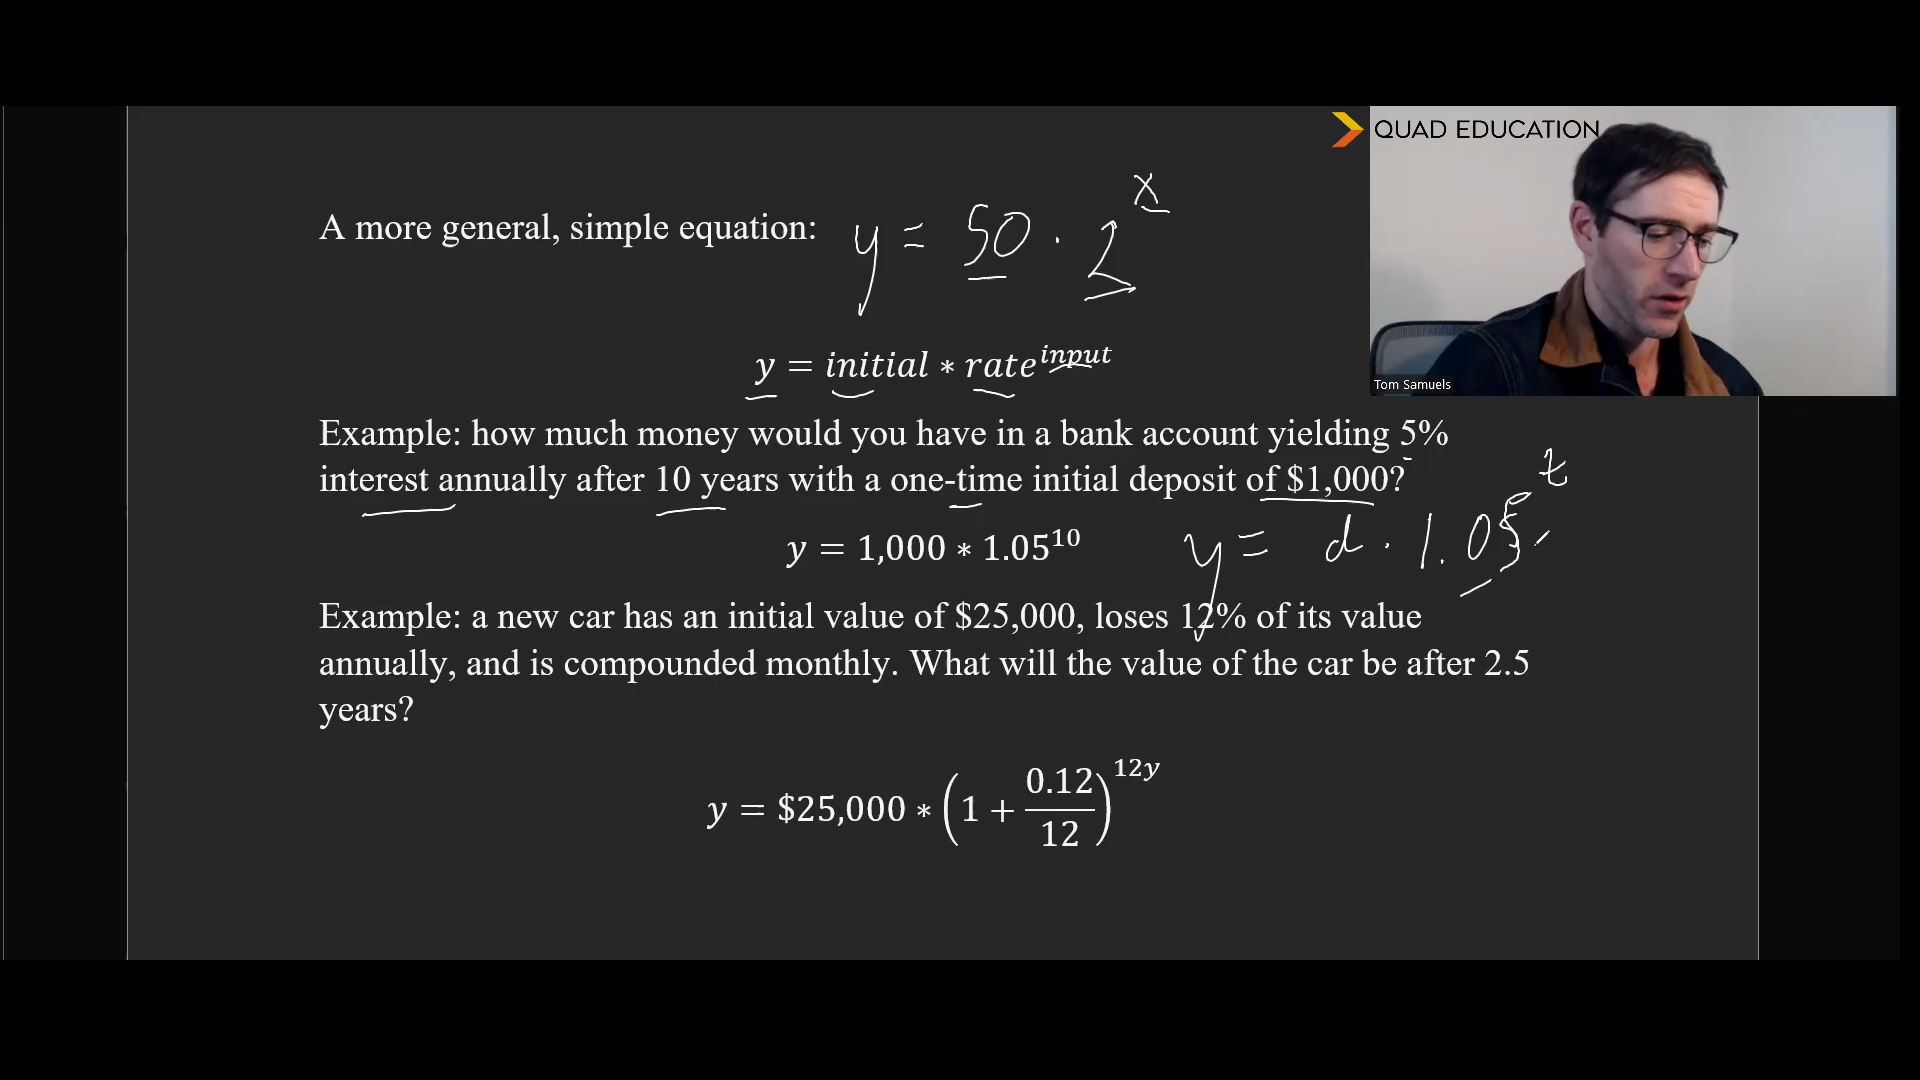 QUAD EDUCATION
A more general, simple equation: y = 50 · 2^x
y = initial * rate^input
Tom Samuels
Example: how much money would you have in a bank account yielding 5%
interest annually after 10 years with a one-time initial deposit of $1,000?
y = 1,000 * 1.05^10 y = d · 1.05^t
Example: a new car has an initial value of $25,000, loses 12% of its value
annually, and is compounded monthly. What will the value of the car be after 2.5
years?
y = $25,000 * (1 + 0.12/12)^12y